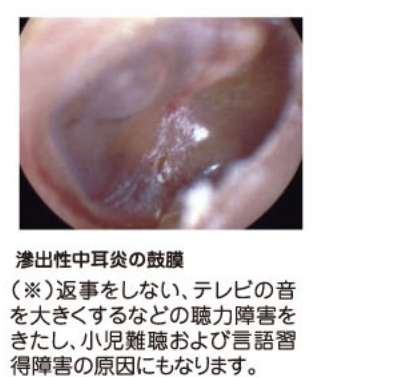 滲出性中耳炎の鼓膜
(※)返事をしない、テレビの音
を大きくするなどの聴力障害を
きたし、小児難聴および言語習
得障害の原因にもなります。